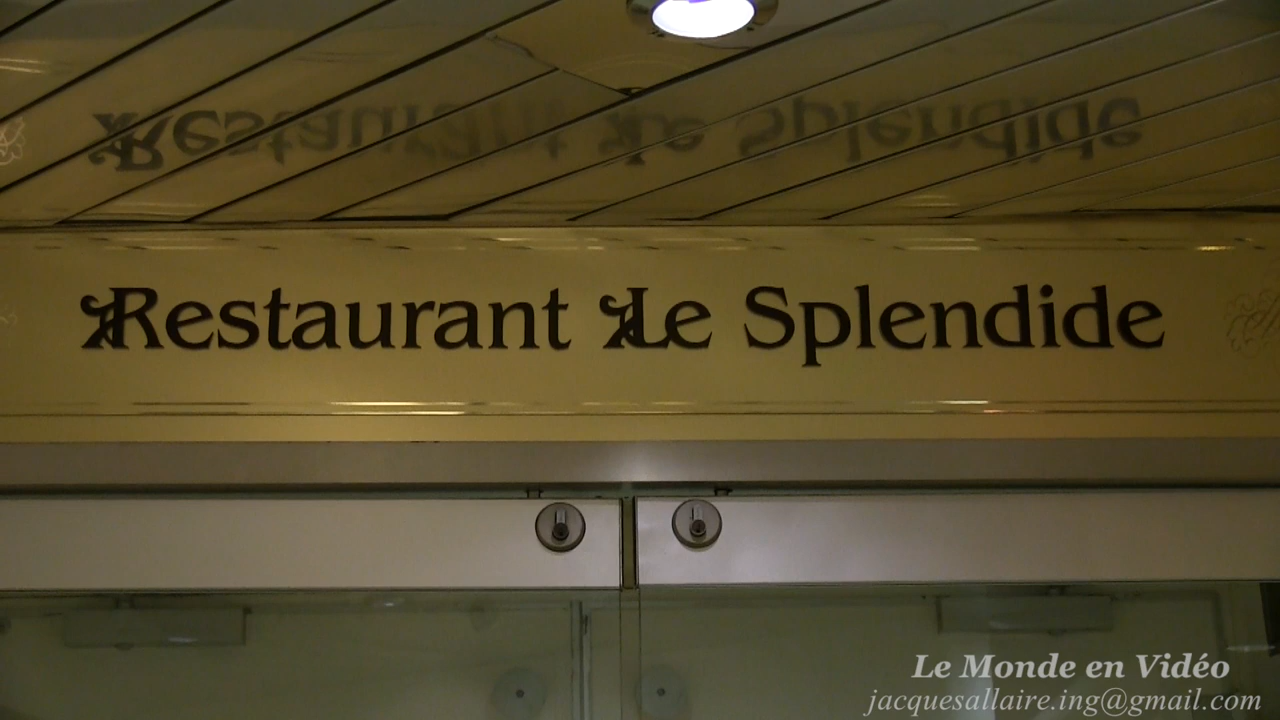 Restaurant Le Splendide
Le Monde en Vidéo
jacquesallaire.ing@gmail.com